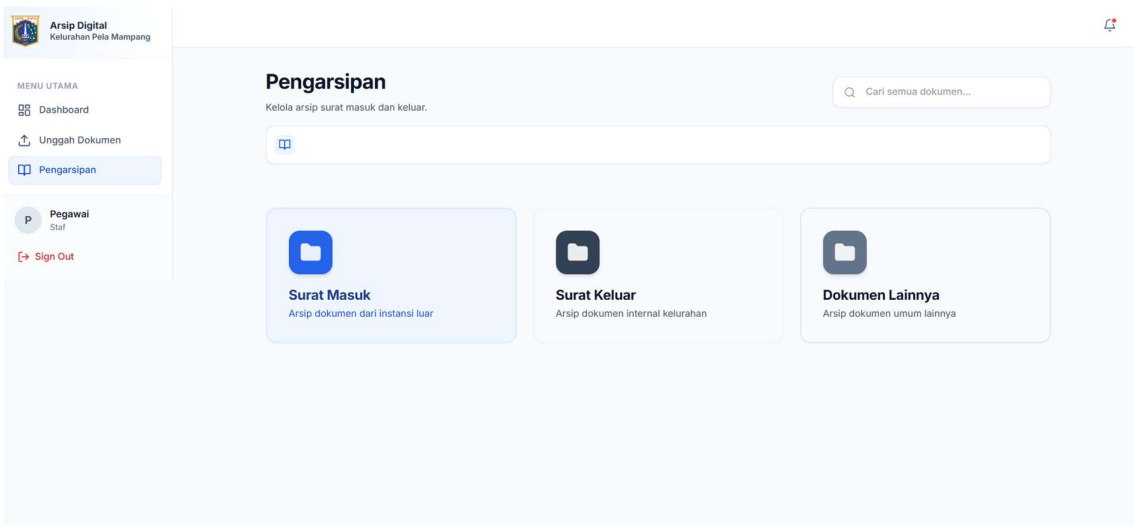 Arsip Digital
Kelurahan Pela Mampang
MENU UTAMA
Dashboard
Unggah Dokumen
Pengarsipan
P
Pegawai
Staf
Sign Out
Pengarsipan
Kelola arsip surat masuk dan keluar.
Cari semua dokumen...
Surat Masuk
Arsip dokumen dari instansi luar
Surat Keluar
Arsip dokumen internal kelurahan
Dokumen Lainnya
Arsip dokumen umum lainnya